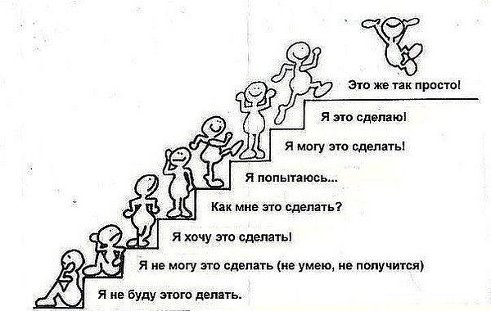 Это же так просто!
Я это сделаю!
Я могу это сделать!
Я попытаюсь...
Как мне это сделать?
Я хочу это сделать!
Я не могу это сделать (не умею, не получится)
Я не буду этого делать.